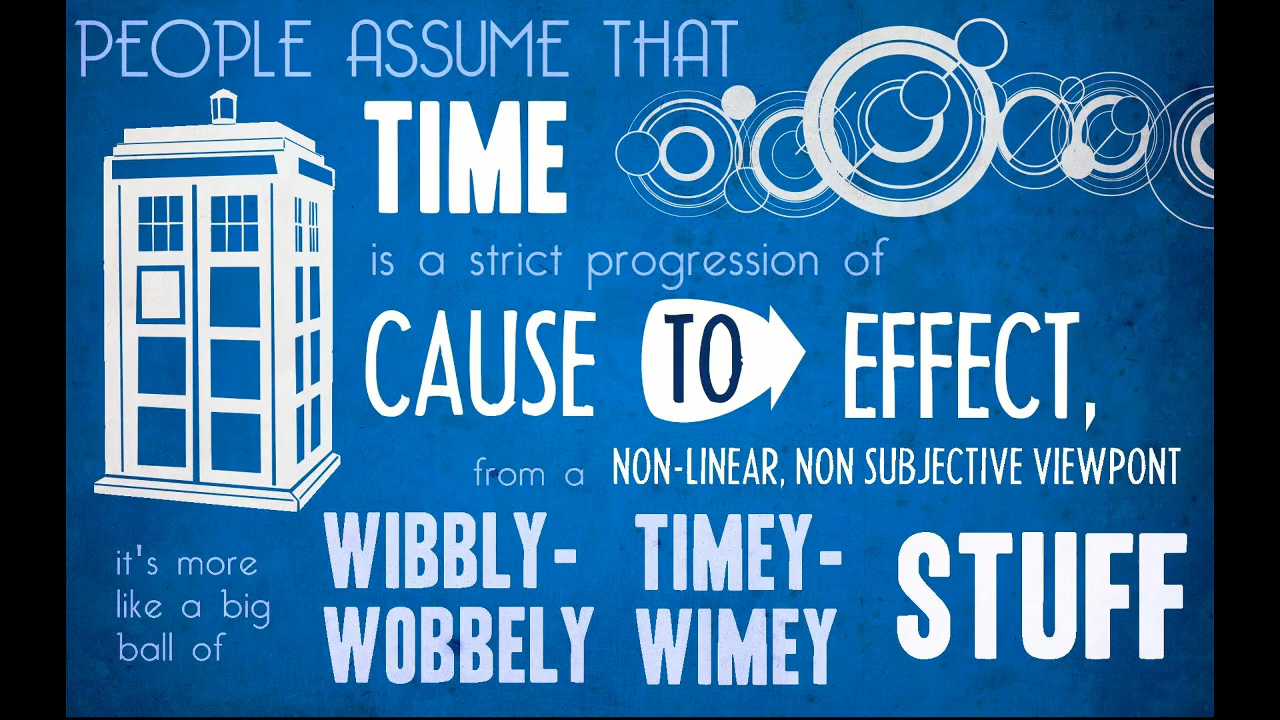 PEOPLE ASSUME THAT
TIME
is a strict progression of
CAUSE TO EFFECT,
from a NON-LINEAR, NON SUBJECTIVE VIEWPONT
it's more
like a big
ball of
WIBBLY-
WOBBELY
TIMEY-
WIMEY
STUFF